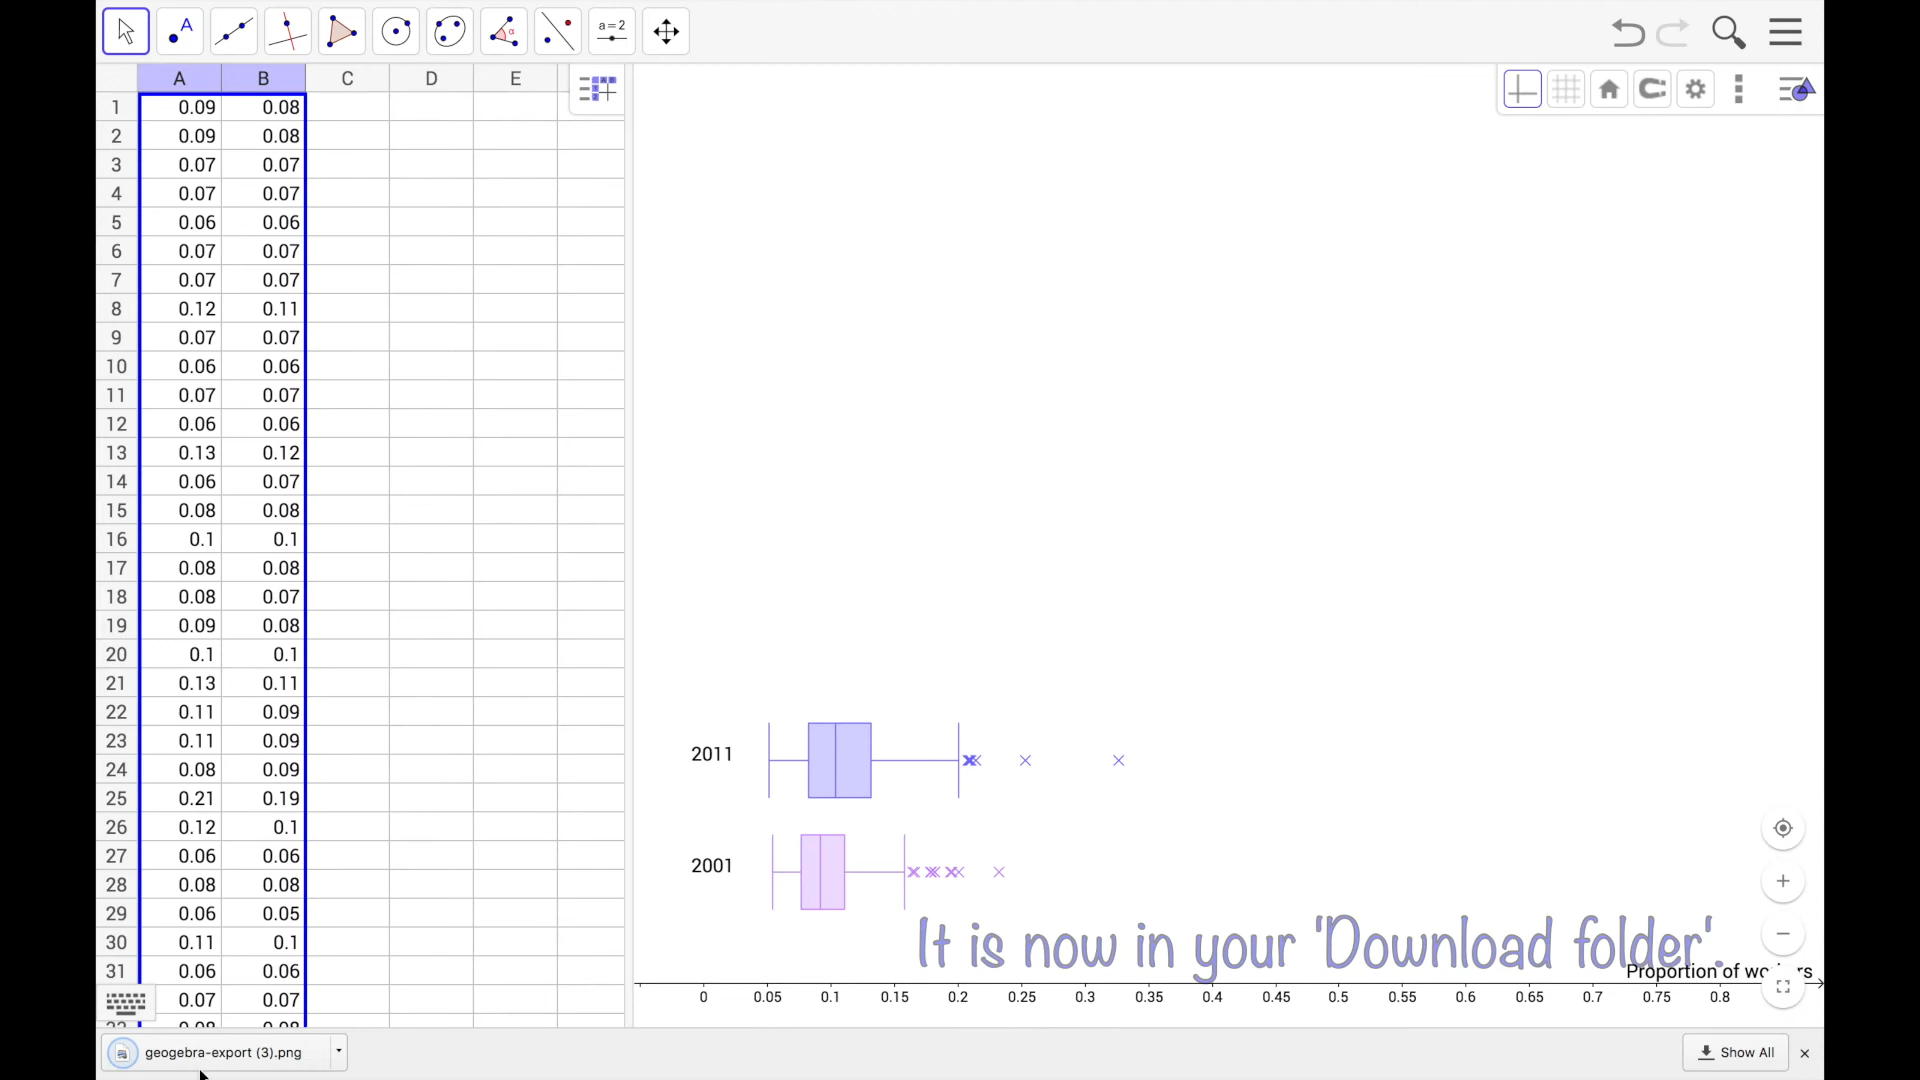 A
a = 2
α
A B C D E
1 0.09 0.08
2 0.09 0.08
3 0.07 0.07
4 0.07 0.07
5 0.06 0.06
6 0.07 0.07
7 0.07 0.07
8 0.12 0.11
9 0.07 0.07
10 0.06 0.06
11 0.07 0.07
12 0.06 0.06
13 0.13 0.12
14 0.06 0.07
15 0.08 0.08
16 0.1 0.1
17 0.08 0.08
18 0.08 0.07
19 0.09 0.08
20 0.1 0.1
21 0.13 0.11
22 0.11 0.09
23 0.11 0.09
24 0.08 0.09
25 0.21 0.19
26 0.12 0.1
27 0.06 0.06
28 0.08 0.08
29 0.06 0.05
30 0.11 0.1
31 0.06 0.06
0.07 0.07
2011
2001
It is now in your 'Download folder'.
Proportion of workers
0 0.05 0.1 0.15 0.2 0.25 0.3 0.35 0.4 0.45 0.5 0.55 0.6 0.65 0.7 0.75 0.8
geogebra-export (3).png
Show All